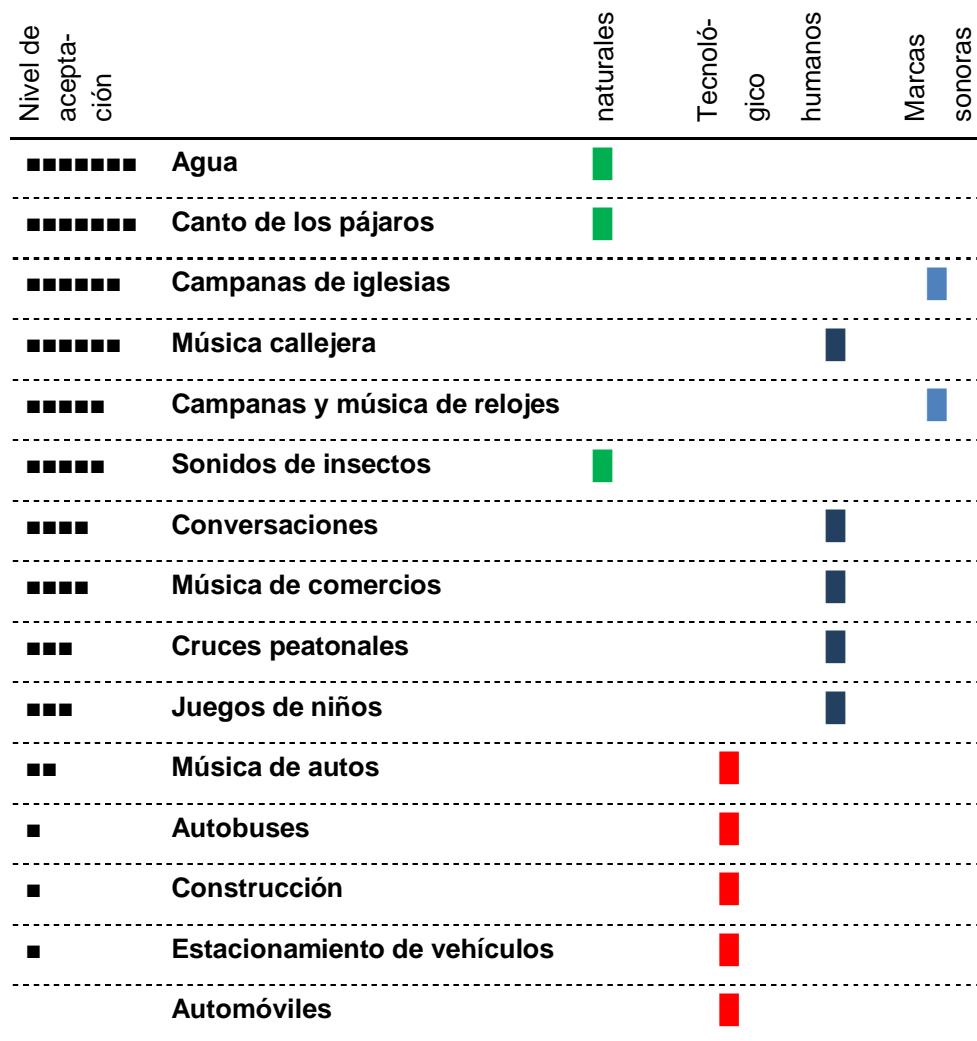 Nivel de
acepta-
ción
naturales
Tecnoló-
gico
humanos
Marcas
sonoras
■■■■■■■ Agua
■■■■■■■ Canto de los pájaros
■■■■■■ Campanas de iglesias
■■■■■■ Música callejera
■■■■■ Campanas y música de relojes
■■■■■ Sonidos de insectos
■■■■ Conversaciones
■■■■ Música de comercios
■■■ Cruces peatonales
■■■ Juegos de niños
■■ Música de autos
■ Autobuses
■ Construcción
■ Estacionamiento de vehículos
Automóviles